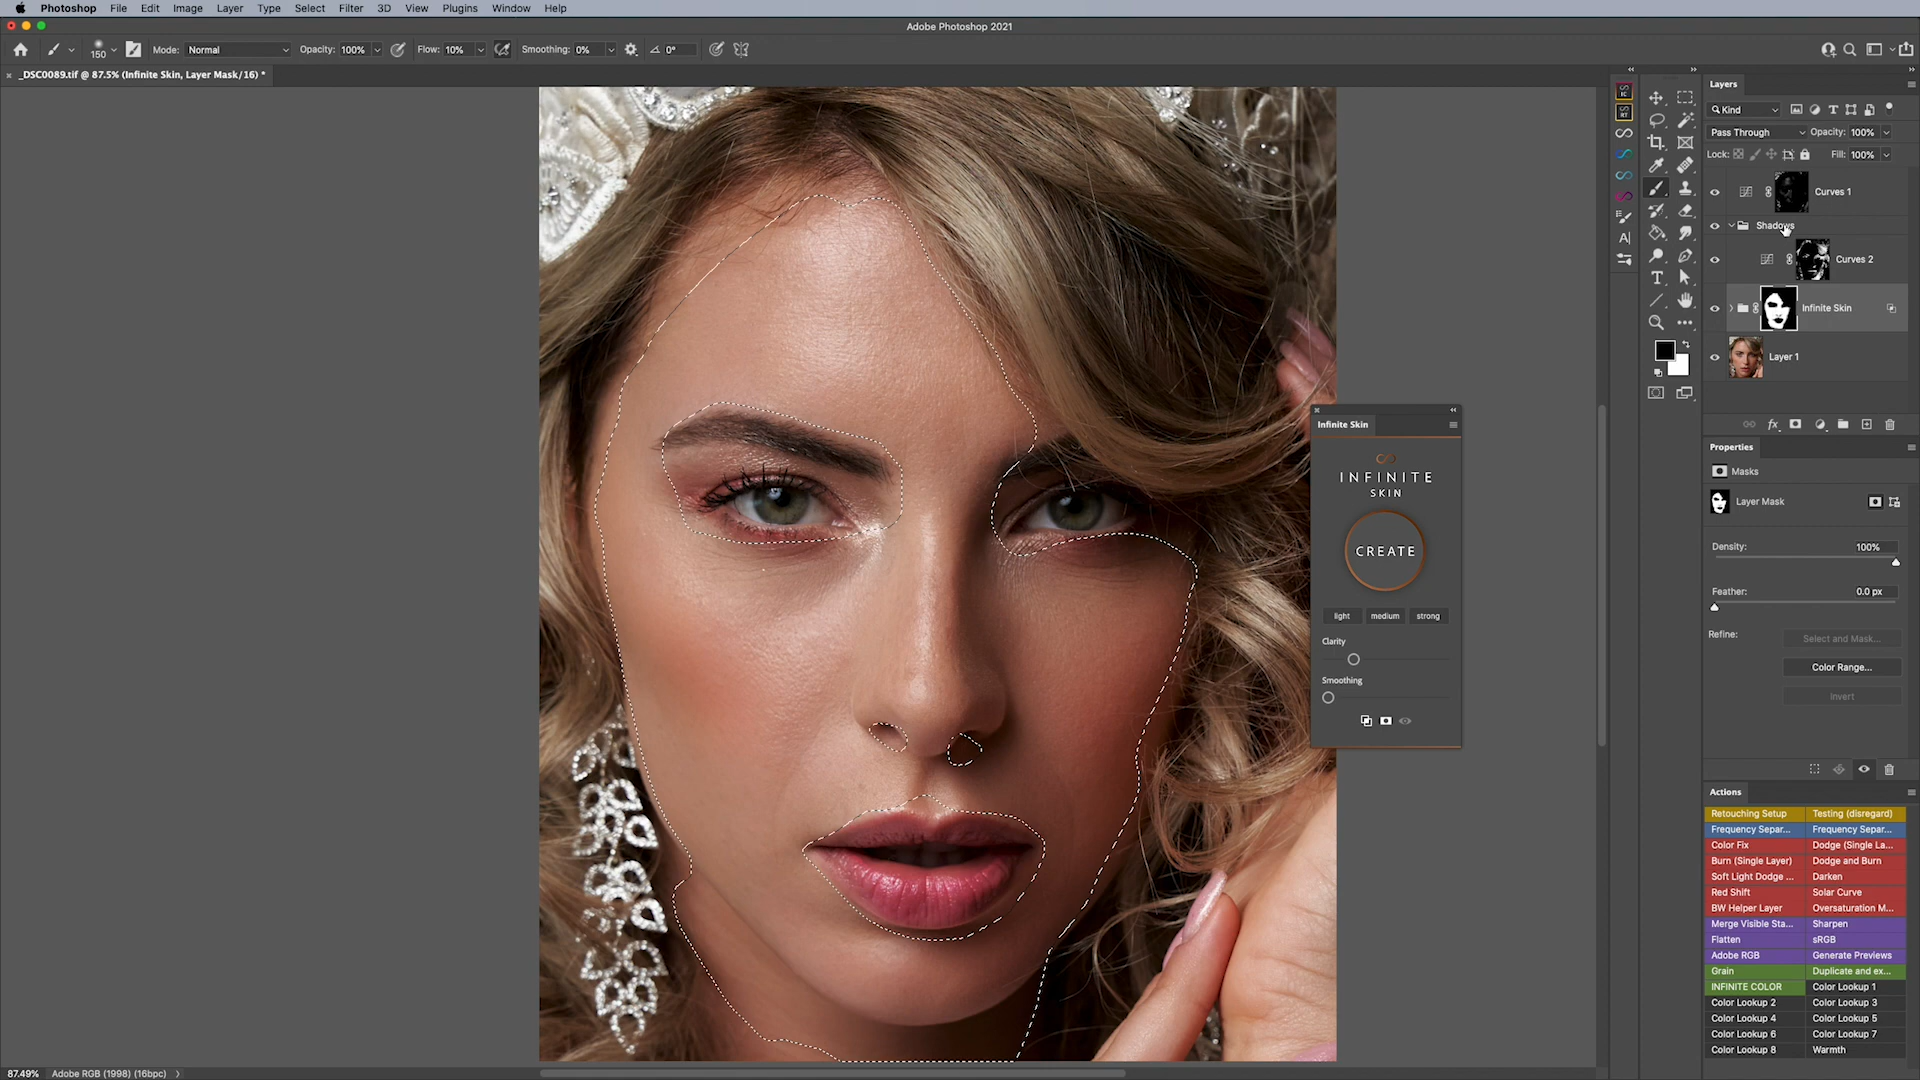 Photoshop File Edit Image Layer Type Select Filter 3D View Plugins Window Help
Adobe Photoshop 2021
150 Mode: Normal Opacity: 100% Flow: 10% Smoothing: 0% 0°
_DSC0089.tif @ 87.5% (Infinite Skin, Layer Mask/16) *
Layers
Kind
Pass Through Opacity: 100%
Lock: Fill: 100%
Curves 1
Shadows
Curves 2
Infinite Skin
Layer 1
Infinite Skin
INFINITE
SKIN
CREATE
light medium strong
Clarity
Smoothing
Properties
Masks
Layer Mask
Density: 100%
Feather: 0.0 px
Refine: Select and Mask...
Color Range...
Invert
Actions
Retouching Setup Testing (disregard)
Frequency Separ... Frequency Separ...
Color Fix Dodge (Single La...
Burn (Single Layer) Dodge and Burn
Soft Light Dodge ... Darken
Red Shift Solar Curve
BW Helper Layer Oversaturation M...
Merge Visible Sta... Sharpen
Flatten sRGB
Adobe RGB Generate Previews
Grain Duplicate and ex...
INFINITE COLOR Color Lookup 1
Color Lookup 2 Color Lookup 3
Color Lookup 4 Color Lookup 5
Color Lookup 6 Color Lookup 7
Color Lookup 8 Warmth
87.49% Adobe RGB (1998) (16bpc)